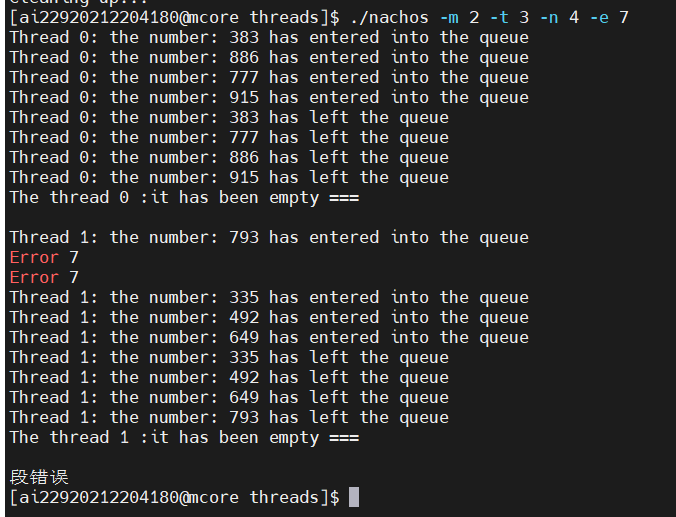 Cleaning up...
[ai22920212204180@mcore threads]$ ./nachos -m 2 -t 3 -n 4 -e 7
Thread 0: the number: 383 has entered into the queue
Thread 0: the number: 886 has entered into the queue
Thread 0: the number: 777 has entered into the queue
Thread 0: the number: 915 has entered into the queue
Thread 0: the number: 383 has left the queue
Thread 0: the number: 777 has left the queue
Thread 0: the number: 886 has left the queue
Thread 0: the number: 915 has left the queue
The thread 0 :it has been empty ===
Thread 1: the number: 793 has entered into the queue
Error 7
Error 7
Thread 1: the number: 335 has entered into the queue
Thread 1: the number: 492 has entered into the queue
Thread 1: the number: 649 has entered into the queue
Thread 1: the number: 335 has left the queue
Thread 1: the number: 492 has left the queue
Thread 1: the number: 649 has left the queue
Thread 1: the number: 793 has left the queue
The thread 1 :it has been empty ===
段错误
[ai22920212204180@mcore threads]$